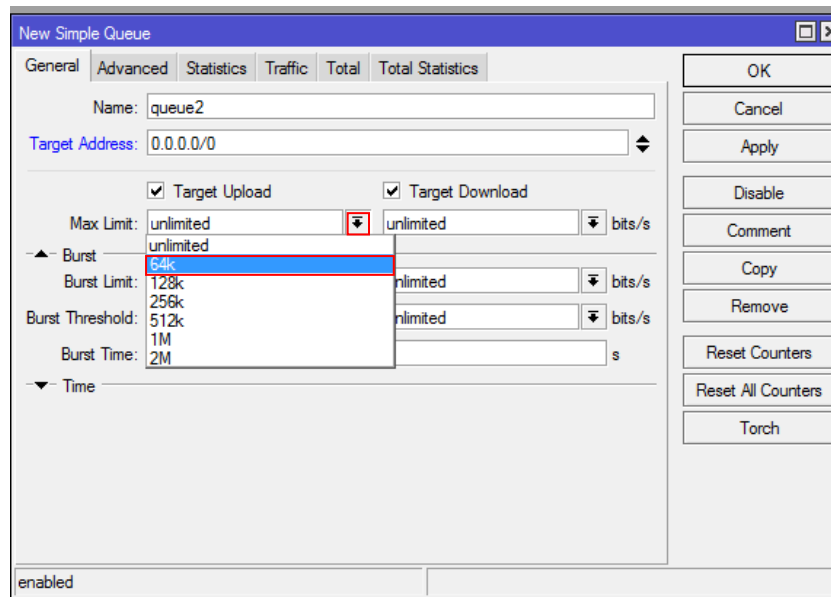 New Simple Queue
General Advanced Statistics Traffic Total Total Statistics
Name: queue2
Target Address: 0.0.0.0/0
Target Upload Target Download
Max Limit: unlimited unlimited bits/s
unlimited
Burst
64k
Burst Limit: 128k nlimited bits/s
256k
Burst Threshold: 512k nlimited bits/s
1M
Burst Time: 2M s
Time
OK
Cancel
Apply
Disable
Comment
Copy
Remove
Reset Counters
Reset All Counters
Torch
enabled